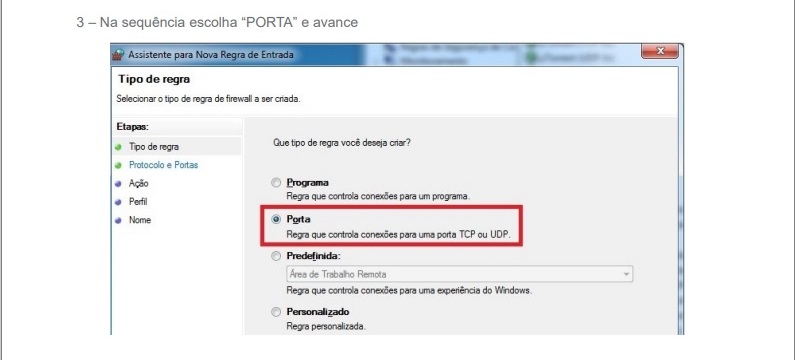 3 – Na sequência escolha “PORTA” e avance
Assistente para Nova Regra de Entrada
Tipo de regra
Selecionar o tipo de regra de firewall a ser criada.
Etapas:
Tipo de regra
Protocolo e Portas
Ação
Perfil
Nome
Que tipo de regra você deseja criar?
Programa
Regra que controla conexões para um programa.
Porta
Regra que controla conexões para uma porta TCP ou UDP.
Predefinida:
Área de Trabalho Remota
Regra que controla conexões para uma experiência do Windows.
Personalizado
Regra personalizada.